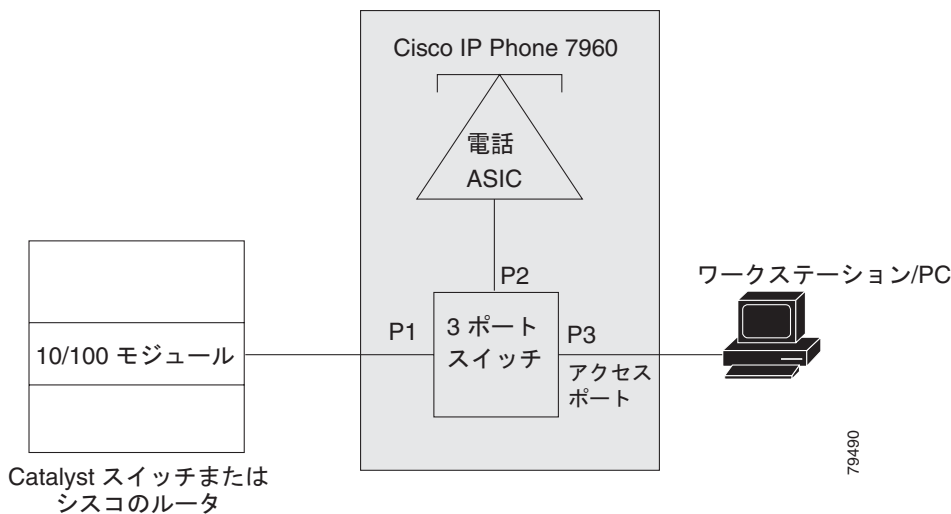 Cisco IP Phone 7960
電話
ASIC
P2
P1
3 ポート
スイッチ
P3
アクセス
ポート
ワークステーション/PC
10/100 モジュール
Catalyst スイッチまたは
シスコのルータ
79490